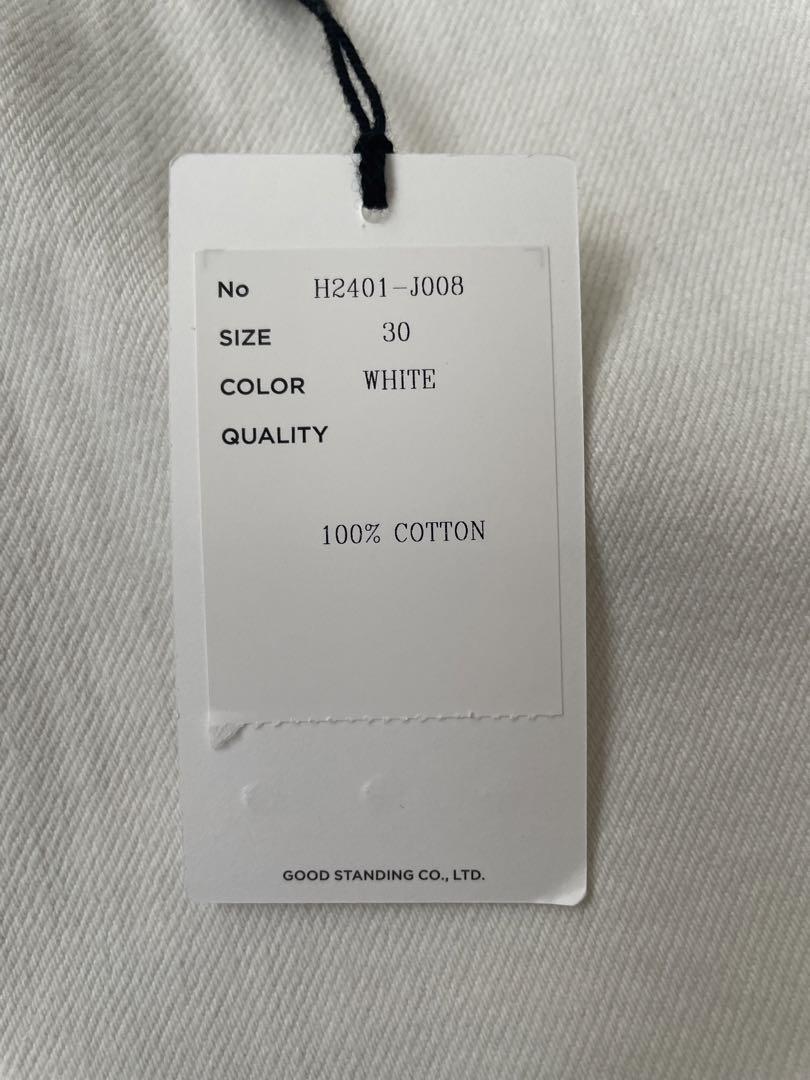 No H2401-J008
SIZE 30
COLOR WHITE
QUALITY
100% COTTON
GOOD STANDING CO., LTD.